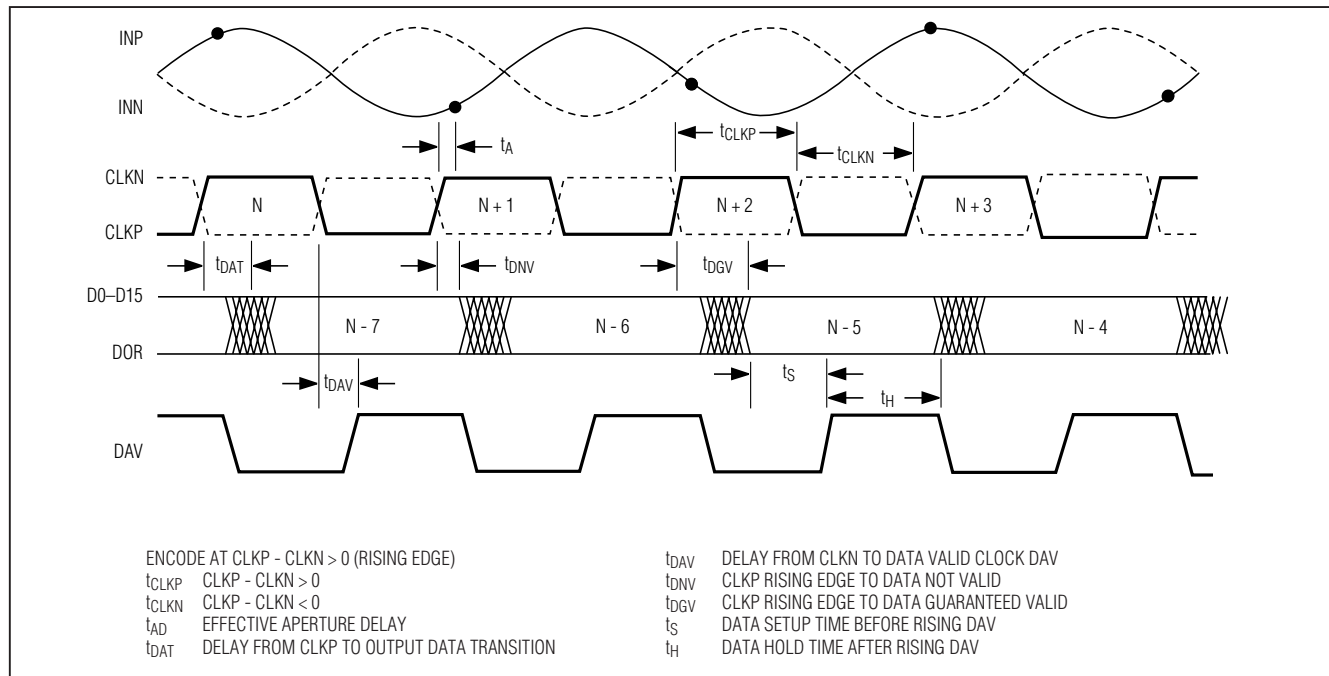 INP
INN
tA
tCLKP
tCLKN
CLKN
N
N + 1
N + 2
N + 3
CLKP
tDAT
tDNV
tDGV
D0–D15
N - 7
N - 6
N - 5
N - 4
DOR
tDAV
tS
tH
DAV
ENCODE AT CLKP - CLKN > 0 (RISING EDGE)
tCLKP CLKP - CLKN > 0
tCLKN CLKP - CLKN < 0
tAD EFFECTIVE APERTURE DELAY
tDAT DELAY FROM CLKP TO OUTPUT DATA TRANSITION
tDAV DELAY FROM CLKN TO DATA VALID CLOCK DAV
tDNV CLKP RISING EDGE TO DATA NOT VALID
tDGV CLKP RISING EDGE TO DATA GUARANTEED VALID
tS DATA SETUP TIME BEFORE RISING DAV
tH DATA HOLD TIME AFTER RISING DAV